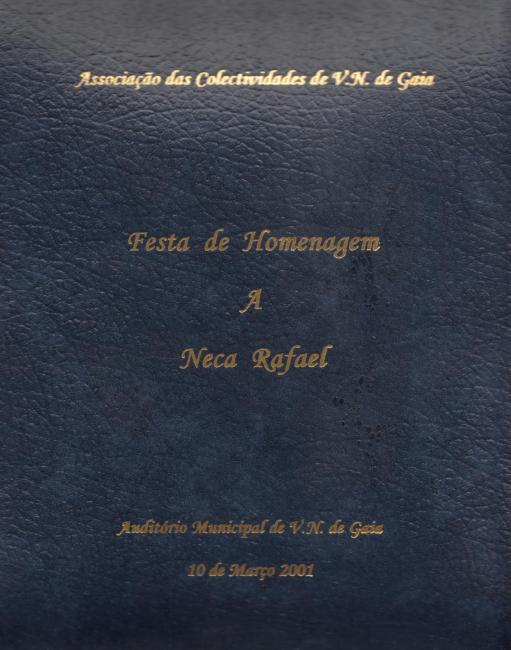 Associação das Colectividades de V.N. de Gaia
Festa de Homenagem
A
Neca Rafael
Auditório Municipal de V.N. de Gaia
10 de Março 2001